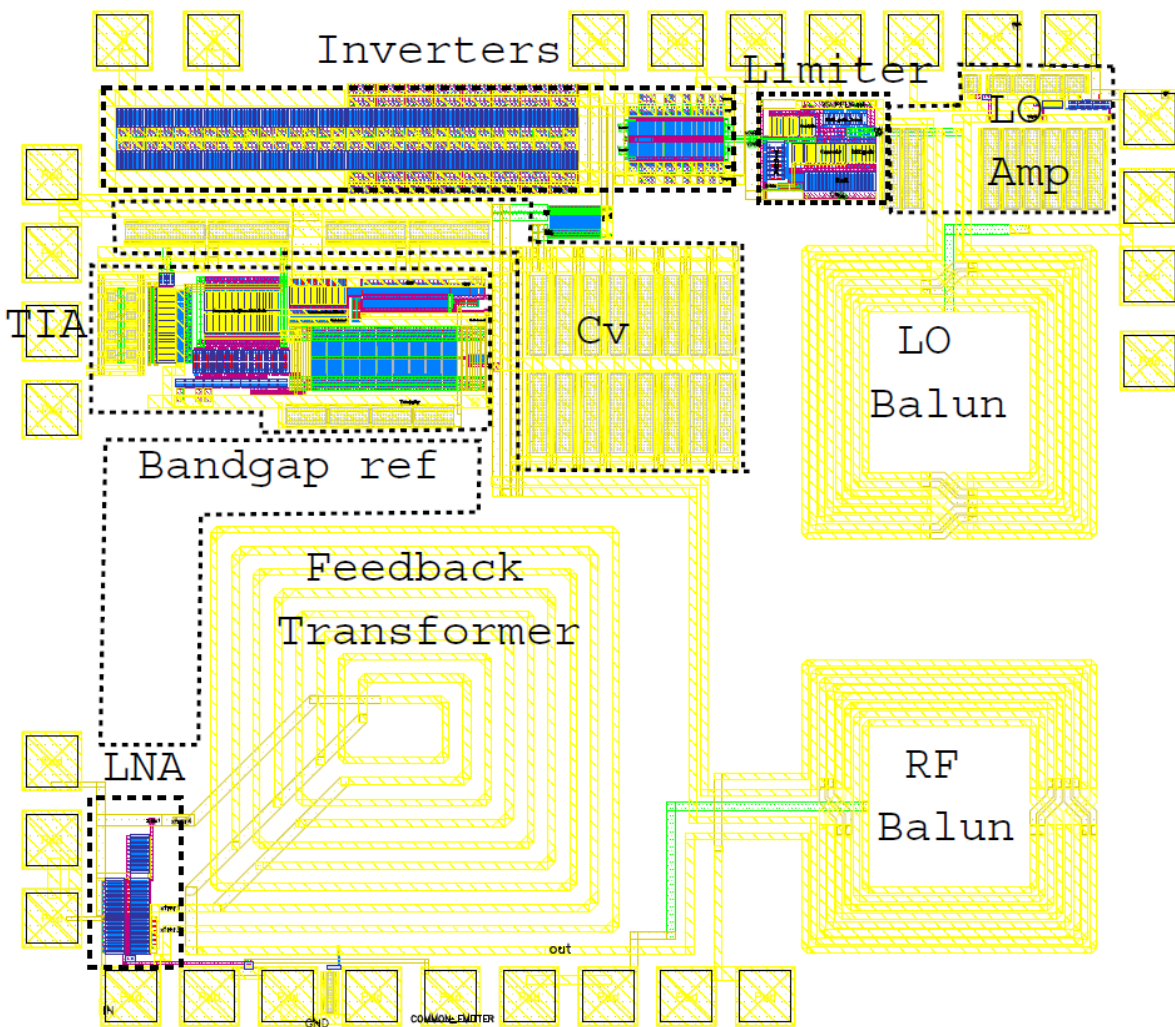 Inverters
Limiter
LO
Amp
TIA
Cv
LO
Balun
Bandgap ref
Feedback
Transformer
LNA
RF
Balun
out
IN
GND
COMMON_EMITTER